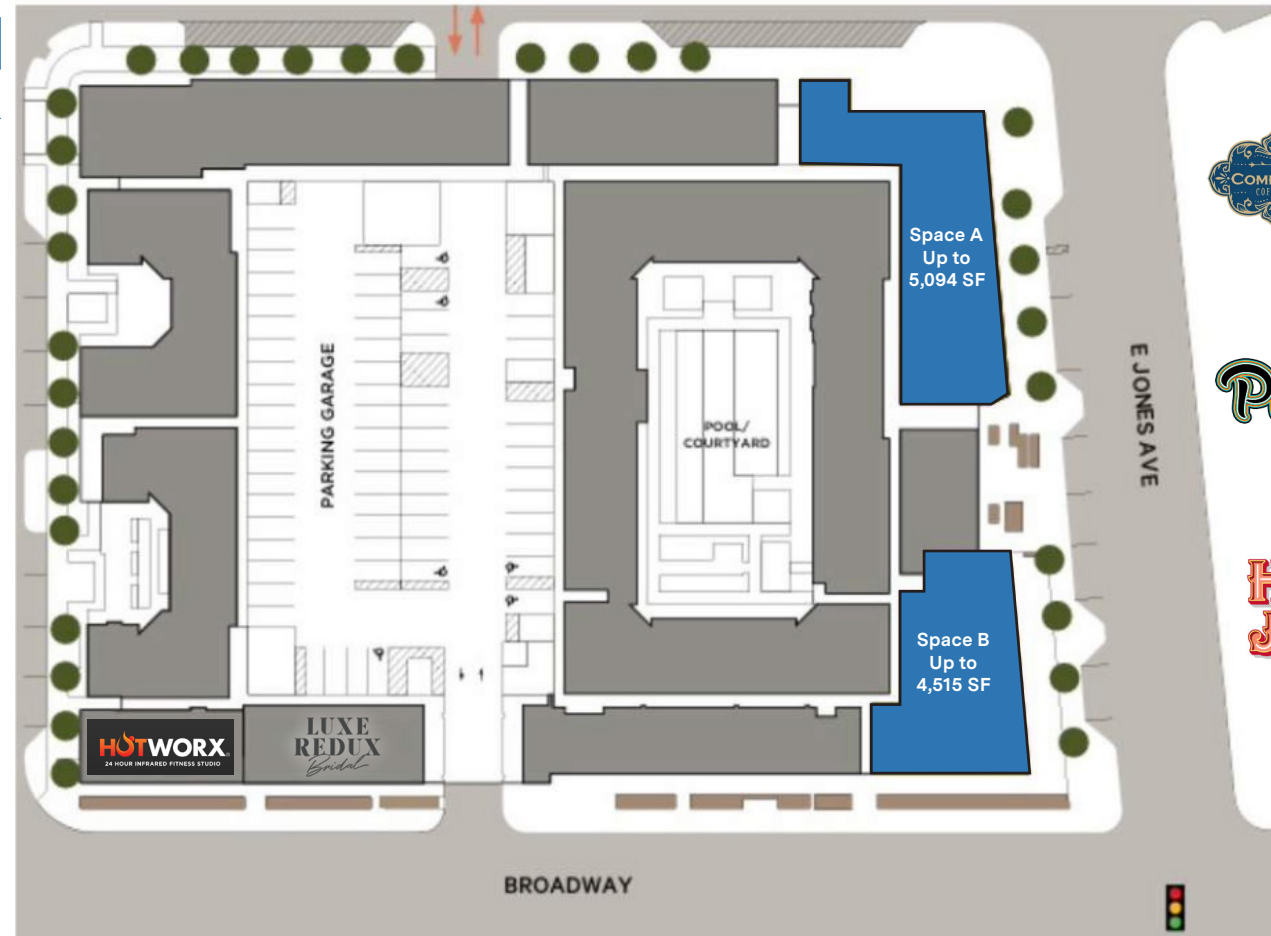 Space A
Up to
5,094 SF
PARKING GARAGE
E JONES AVE
POOL/
COURTYARD
Space B
Up to
4,515 SF
HOTWORX
24 HOUR INFRARED FITNESS STUDIO
LUXE
REDUX
Bridal
BROADWAY